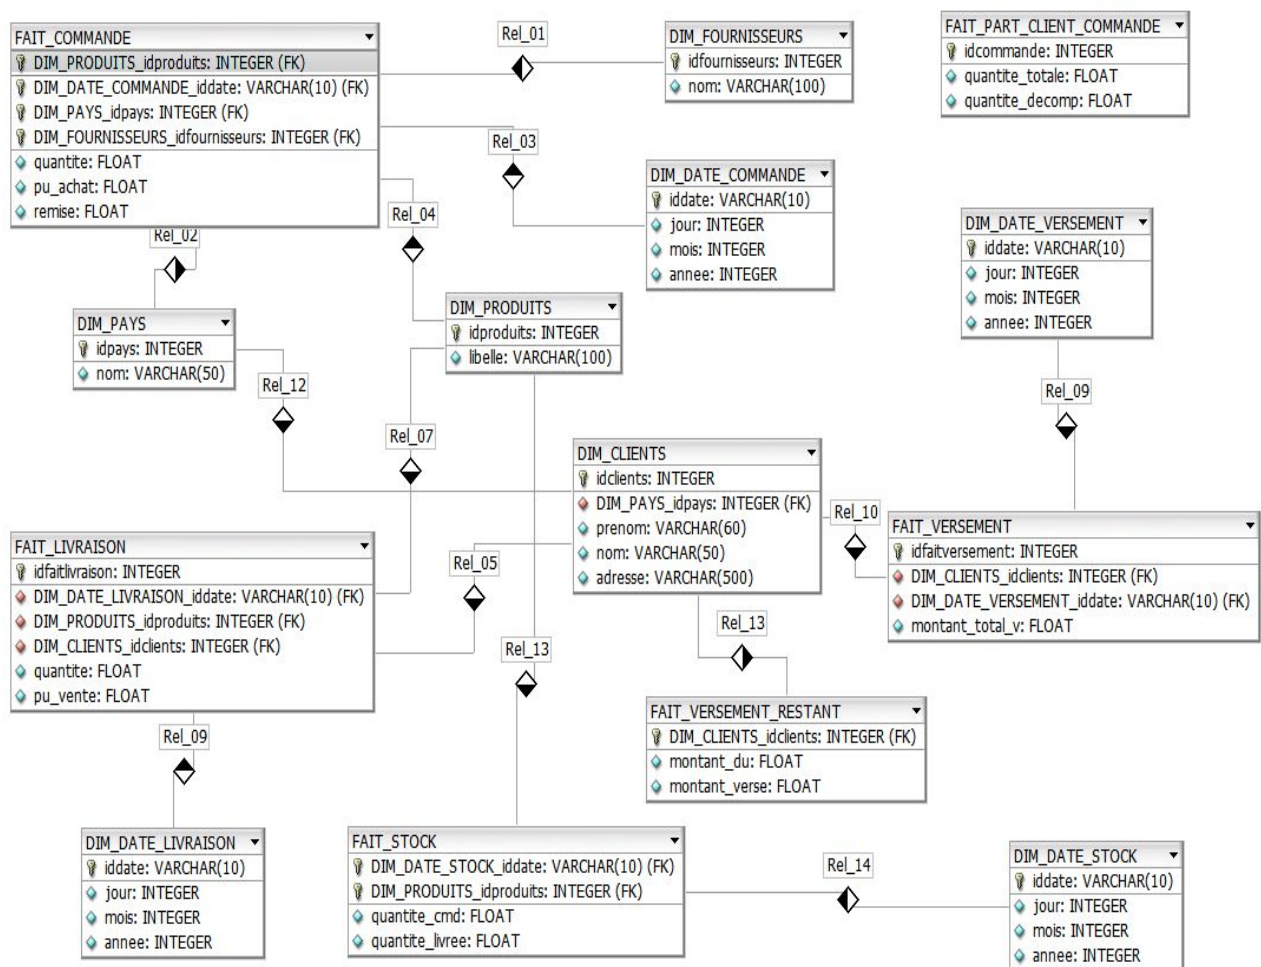 FAIT_COMMANDE
DIM_PRODUITS_idproduits: INTEGER (FK)
DIM_DATE_COMMANDE_iddate: VARCHAR(10) (FK)
DIM_PAYS_idpays: INTEGER (FK)
DIM_FOURNISSEURS_idfournisseurs: INTEGER (FK)
quantite: FLOAT
pu_achat: FLOAT
remise: FLOAT
Rel_01
DIM_FOURNISSEURS
idfournisseurs: INTEGER
nom: VARCHAR(100)
FAIT_PART_CLIENT_COMMANDE
idcommande: INTEGER
quantite_totale: FLOAT
quantite_decomp: FLOAT
Rel_03
DIM_DATE_COMMANDE
iddate: VARCHAR(10)
jour: INTEGER
mois: INTEGER
annee: INTEGER
Rel_04
Rel_02
DIM_DATE_VERSEMENT
iddate: VARCHAR(10)
jour: INTEGER
mois: INTEGER
annee: INTEGER
DIM_PAYS
idpays: INTEGER
nom: VARCHAR(50)
DIM_PRODUITS
idproduits: INTEGER
libelle: VARCHAR(100)
Rel_12
Rel_09
Rel_07
DIM_CLIENTS
idclients: INTEGER
DIM_PAYS_idpays: INTEGER (FK)
prenom: VARCHAR(60)
nom: VARCHAR(50)
adresse: VARCHAR(500)
Rel_10
FAIT_VERSEMENT
idfaitversement: INTEGER
DIM_CLIENTS_idclients: INTEGER (FK)
DIM_DATE_VERSEMENT_iddate: VARCHAR(10) (FK)
montant_total_v: FLOAT
FAIT_LIVRAISON
idfaitlivraison: INTEGER
DIM_DATE_LIVRAISON_iddate: VARCHAR(10) (FK)
DIM_PRODUITS_idproduits: INTEGER (FK)
DIM_CLIENTS_idclients: INTEGER (FK)
quantite: FLOAT
pu_vente: FLOAT
Rel_05
Rel_13
Rel_13
FAIT_VERSEMENT_RESTANT
DIM_CLIENTS_idclients: INTEGER (FK)
montant_du: FLOAT
montant_verse: FLOAT
Rel_09
DIM_DATE_LIVRAISON
iddate: VARCHAR(10)
jour: INTEGER
mois: INTEGER
annee: INTEGER
FAIT_STOCK
DIM_DATE_STOCK_iddate: VARCHAR(10) (FK)
DIM_PRODUITS_idproduits: INTEGER (FK)
quantite_cmd: FLOAT
quantite_livree: FLOAT
Rel_14
DIM_DATE_STOCK
iddate: VARCHAR(10)
jour: INTEGER
mois: INTEGER
annee: INTEGER